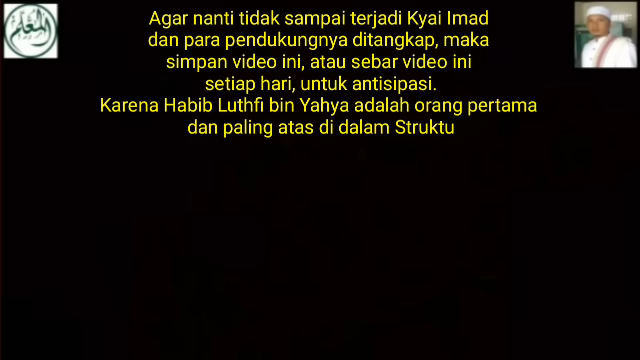 Agar nanti tidak sampai terjadi Kyai Imad
dan para pendukungnya ditangkap, maka
simpan video ini, atau sebar video ini
setiap hari, untuk antisipasi.
Karena Habib Luthfi bin Yahya adalah orang pertama
dan paling atas di dalam Struktu